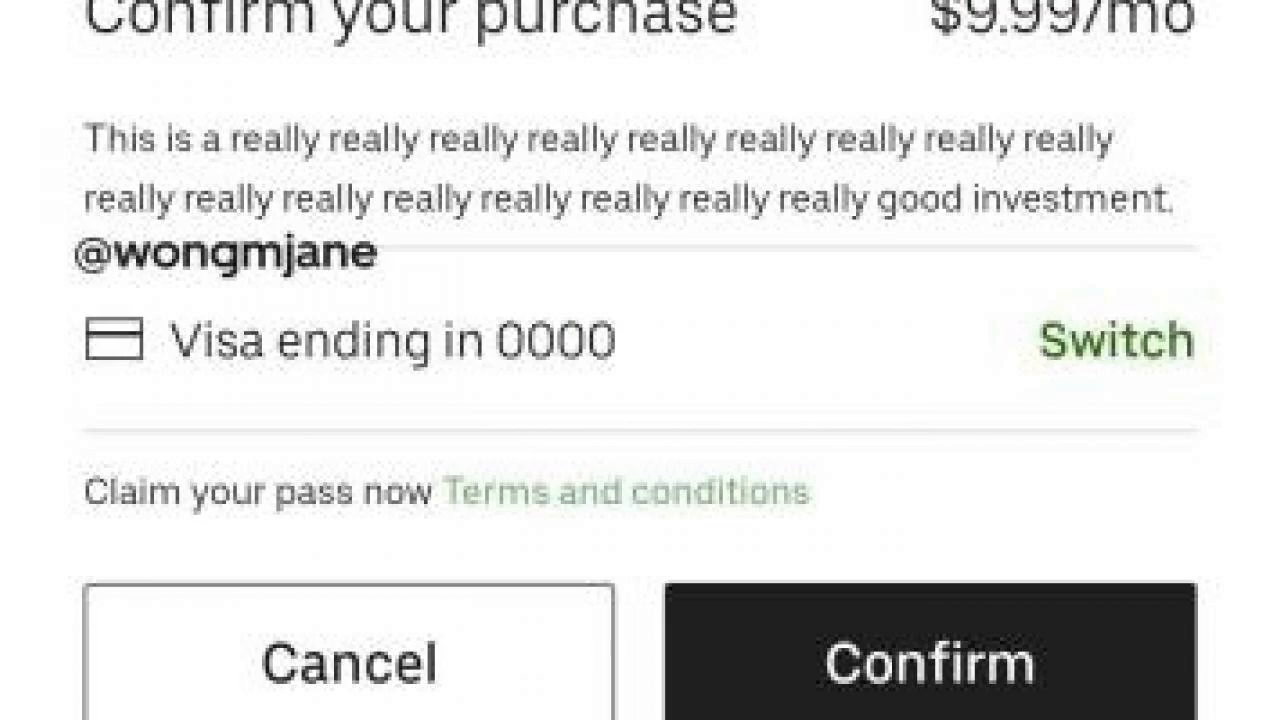 Confirm your purchase $9.99/mo
This is a really really really really really really really really really
really really really really really really really really good investment.
@wongmjane
Visa ending in 0000 Switch
Claim your pass now Terms and conditions
Cancel Confirm